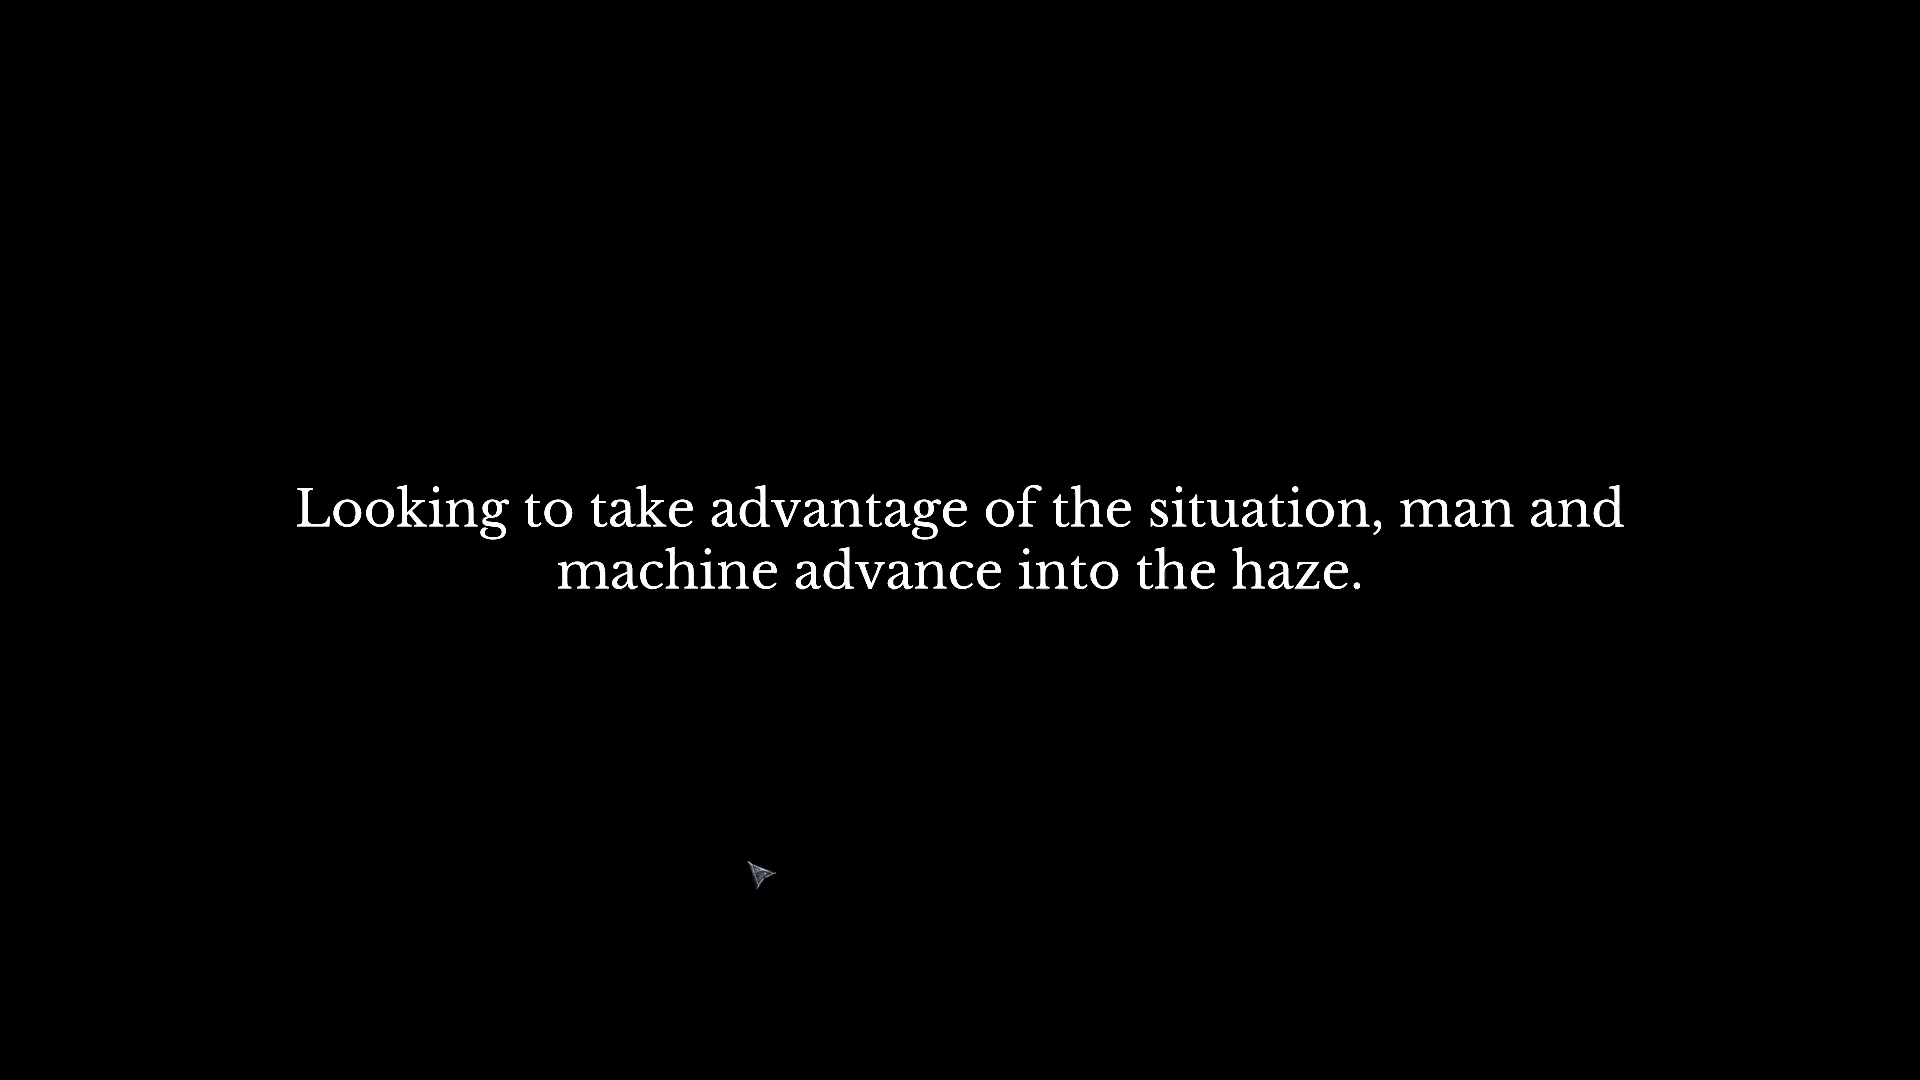 Looking to take advantage of the situation, man and
machine advance into the haze.